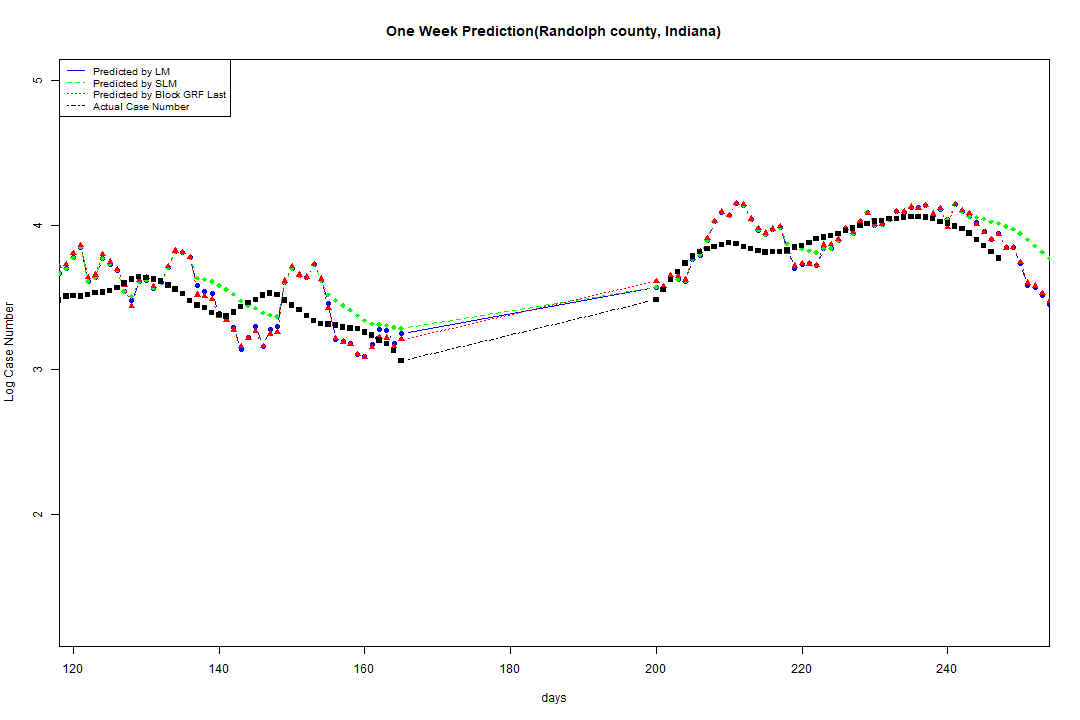 One Week Prediction(Randolph county, Indiana)
Predicted by LM
Predicted by SLM
Predicted by Block GRF Last
Actual Case Number
5
4
3
2
Log Case Number
120 140 160 180 200 220 240
days